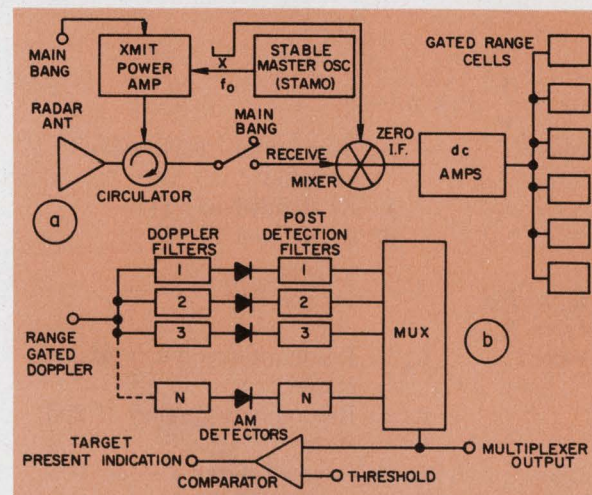 MAIN
BANG
XMIT
POWER
AMP
X
f₀
STABLE
MASTER OSC
(STAMO)
GATED RANGE
CELLS
RADAR
ANT
MAIN
BANG
RECEIVE
ZERO
I.F.
dc
AMPS
CIRCULATOR
MIXER
a
DOPPLER
FILTERS
POST
DETECTION
FILTERS
1
1
2
2
3
3
MUX
b
RANGE
GATED
DOPPLER
N
N
AM
DETECTORS
TARGET
PRESENT INDICATION
COMPARATOR
MULTIPLEXER
OUTPUT
THRESHOLD